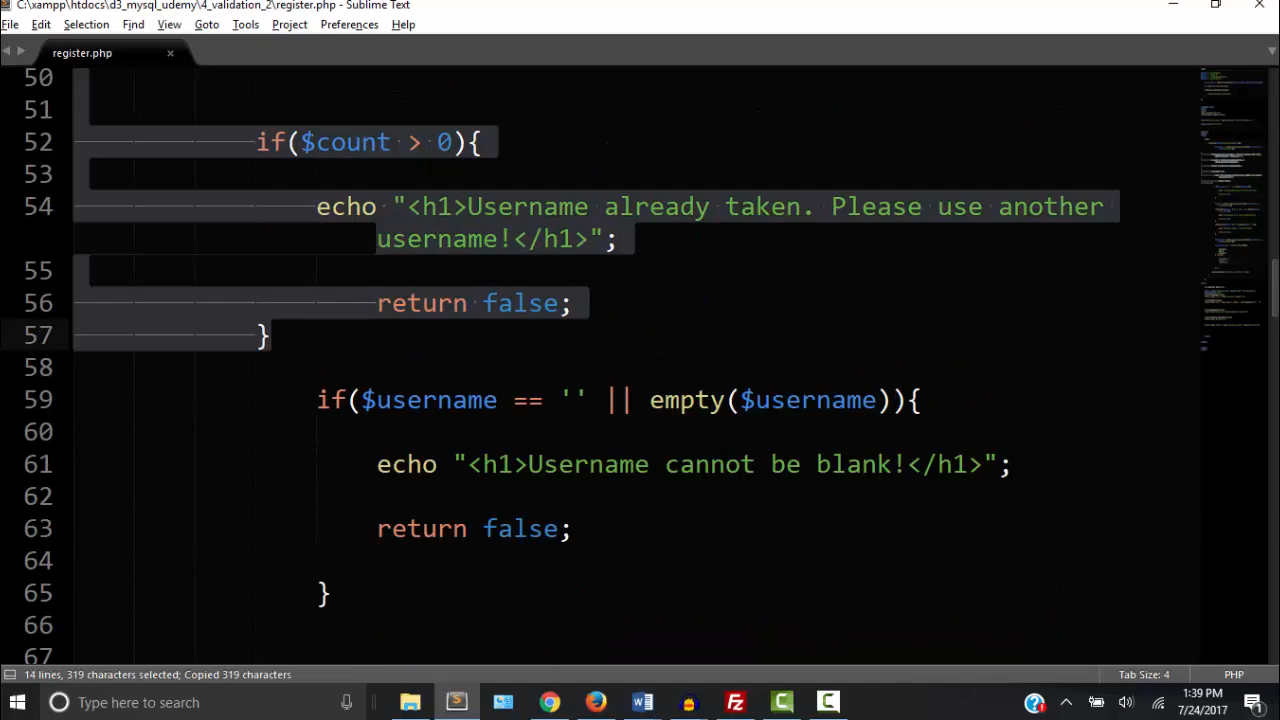 C:\xampp\htdocs\d3_mysql_udemy\4_validation_2\register.php - Sublime Text
File Edit Selection Find View Goto Tools Project Preferences Help
register.php
50
51
52 if($count > 0){
53
54 echo "<h1>Username already taken. Please use another
username!</h1>";
55
56 return false;
57 }
58
59 if($username == '' || empty($username)){
60
61 echo "<h1>Username cannot be blank!</h1>";
62
63 return false;
64
65 }
66
67
14 lines, 319 characters selected; Copied 319 characters Tab Size: 4 PHP
Type here to search
1:39 PM
7/24/2017